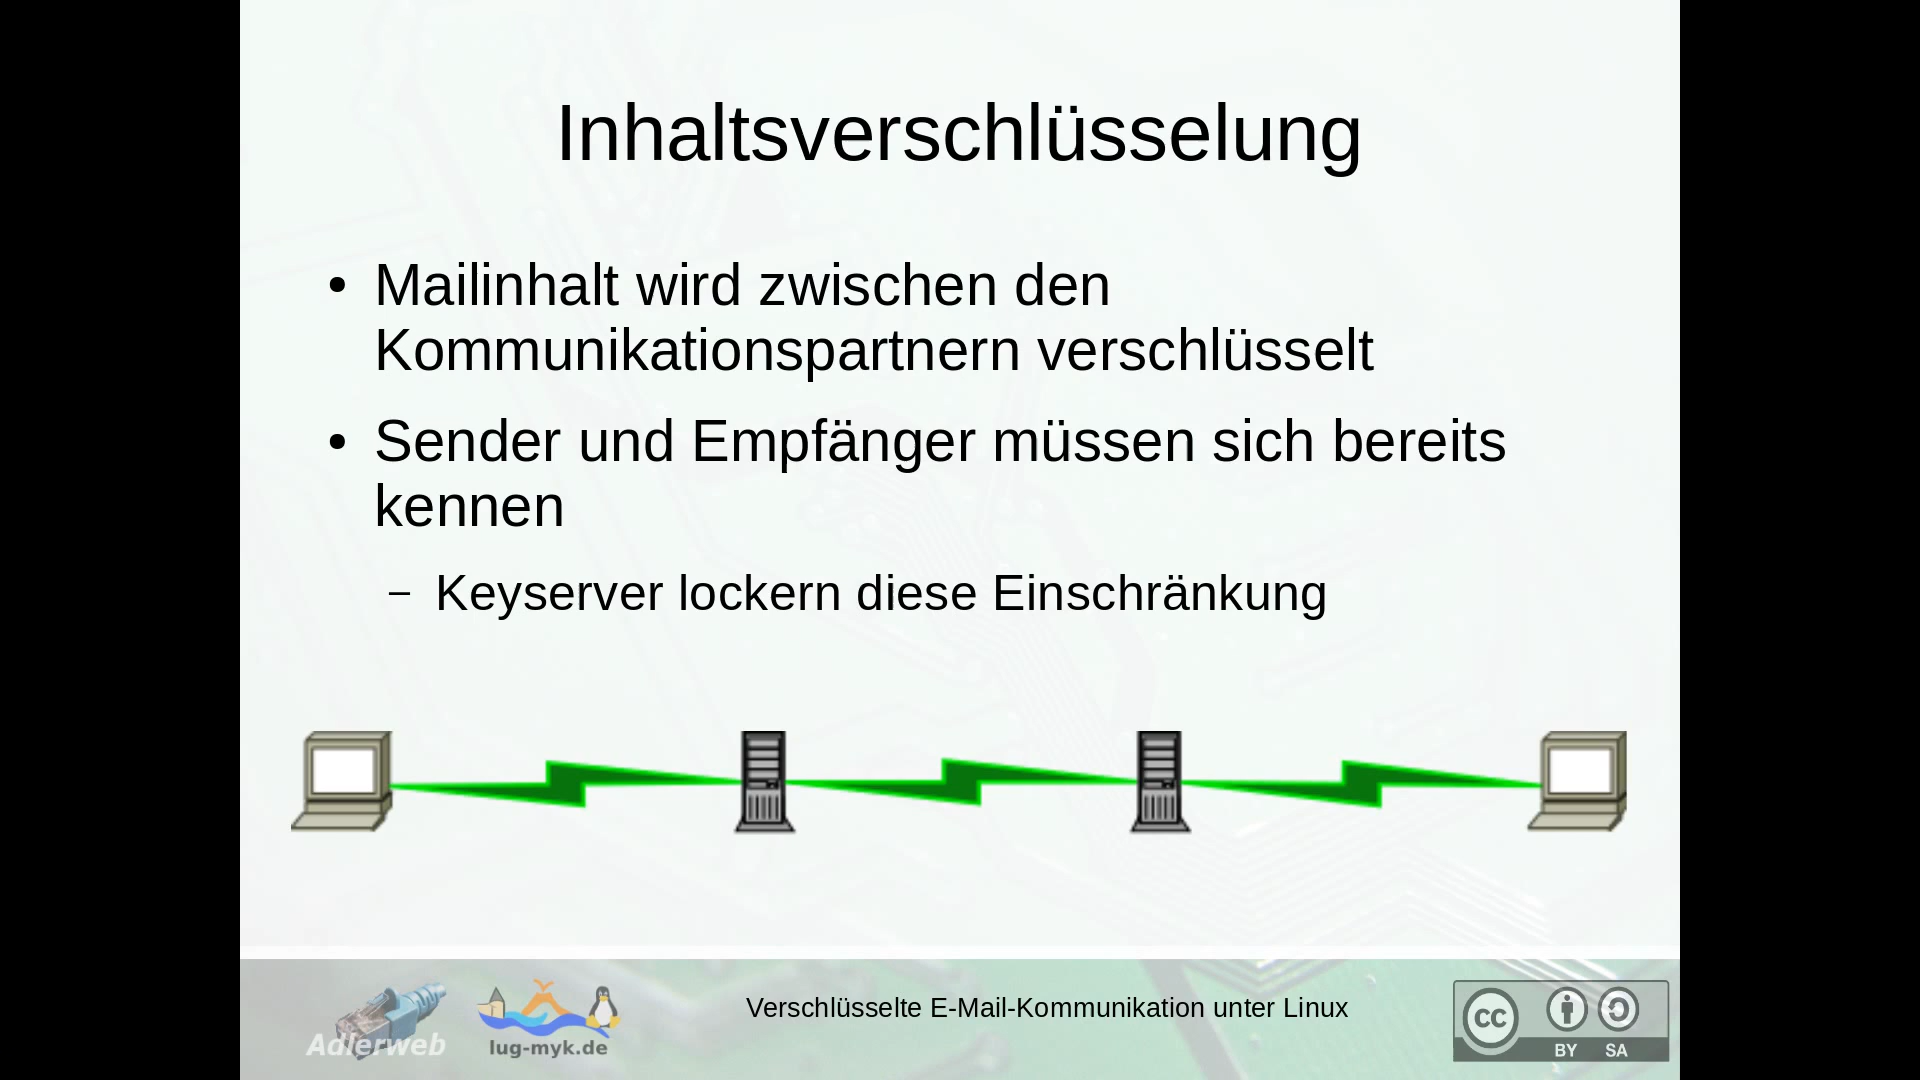 Inhaltsverschlüsselung
• Mailinhalt wird zwischen den
Kommunikationspartnern verschlüsselt
• Sender und Empfänger müssen sich bereits
kennen
– Keyserver lockern diese Einschränkung
Adlerweb
lug-myk.de
Verschlüsselte E-Mail-Kommunikation unter Linux
cc
BY SA